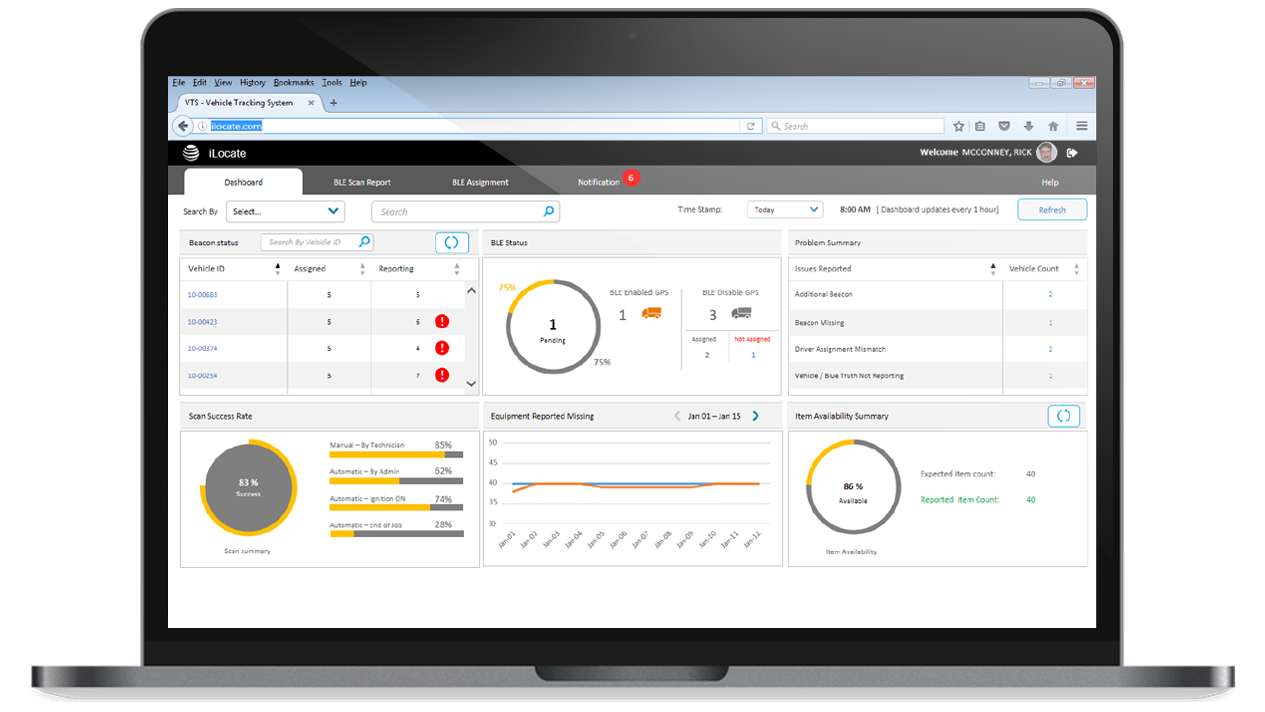 File Edit View History Bookmarks Tools Help
VTS - Vehicle Tracking System
ilocate.com
Search
iLocate
Welcome MCCONNEY, RICK
Dashboard
BLE Scan Report
BLE Assignment
Notification 6
Help
Search By
Select...
Search
Time Stamp:
Today
8:00 AM [ Dashboard updates every 1 hour]
Refresh
Beacon status
Search By Vehicle ID
Vehicle ID Assigned Reporting
10-00683 5 5
10-00423 5 6
10-00374 5 4
10-00254 5 7
BLE Status
25%
1
Pending
75%
BLE Enabled GPS
1
BLE Disable GPS
3
Assigned Not Assigned
2 1
Problem Summary
Issues Reported Vehicle Count
Additional Beacon
Beacon Missing 1
Driver Assignment Mismatch
Vehicle / Blue Truth Not Reporting 1
Scan Success Rate
83 %
Success
Scan summary
Manual – By Technician 85%
Automatic – By Admin 62%
Automatic – Ignition ON 74%
Automatic – End of Job 28%
Equipment Reported Missing
Jan 01 – Jan 15
50
45
40
35
30
Jan-01 Jan-02 Jan-03 Jan-04 Jan-05 Jan-06 Jan-07 Jan-08 Jan-09 Jan-10 Jan-11 Jan-12
Item Availability Summary
86 %
Available
Item Availability
Expected Item count: 40
Reported Item Count: 40